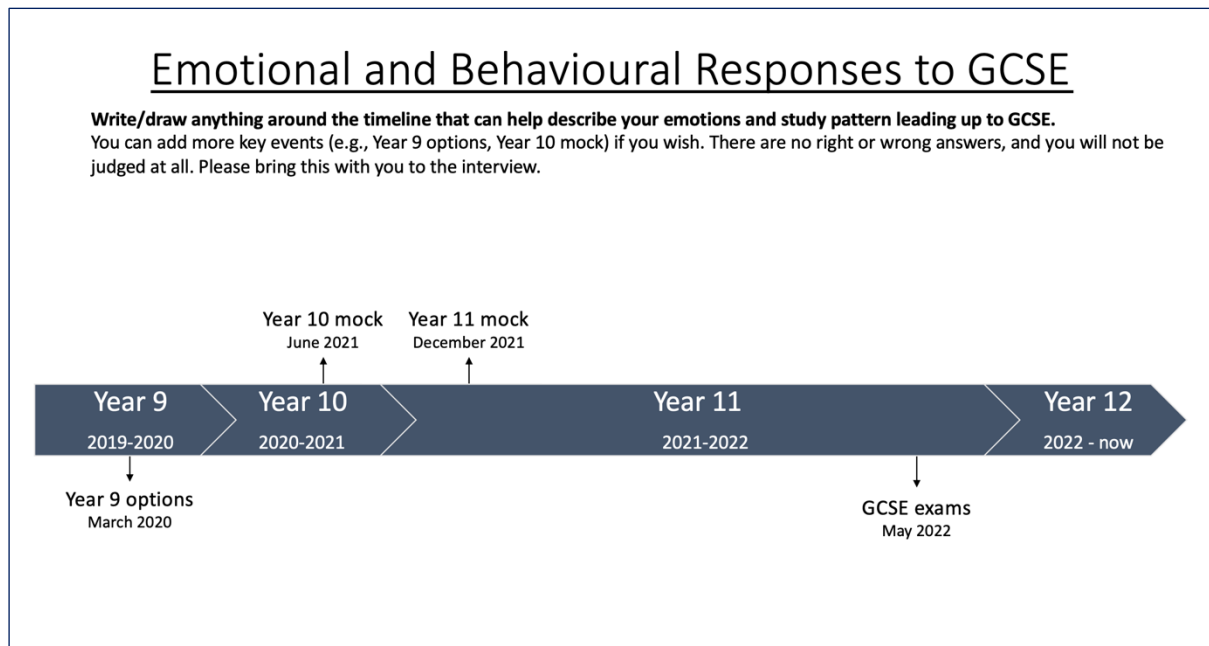 Emotional and Behavioural Responses to GCSE
Write/draw anything around the timeline that can help describe your emotions and study pattern leading up to GCSE.
You can add more key events (e.g., Year 9 options, Year 10 mock) if you wish. There are no right or wrong answers, and you will not be
judged at all. Please bring this with you to the interview.
Year 10 mock
June 2021
Year 11 mock
December 2021
Year 9
2019-2020
Year 10
2020-2021
Year 11
2021-2022
Year 12
2022 - now
Year 9 options
March 2020
GCSE exams
May 2022